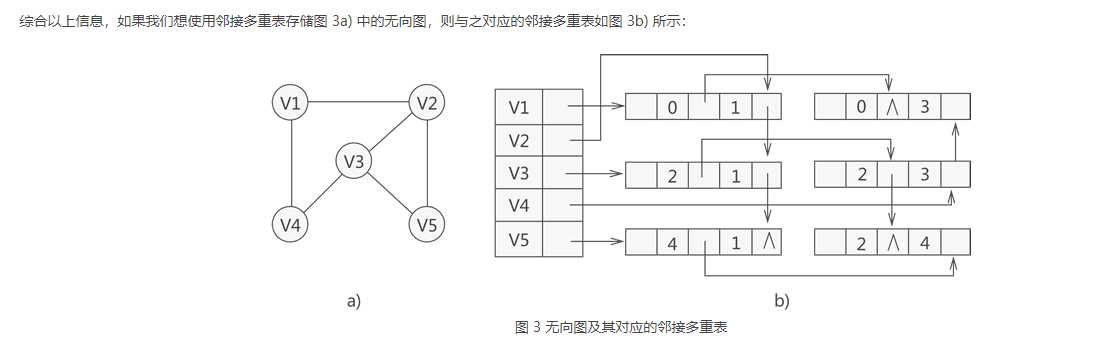 综合以上信息，如果我们想使用邻接多重表存储图 3a) 中的无向图，则与之对应的邻接多重表如图 3b) 所示：
V1 V2
V3
V4 V5
a)
V1 0 1 0 ∧ 3
V2
V3 2 1 2 3
V4
V5 4 1 ∧ 2 ∧ 4
b)
图 3 无向图及其对应的邻接多重表